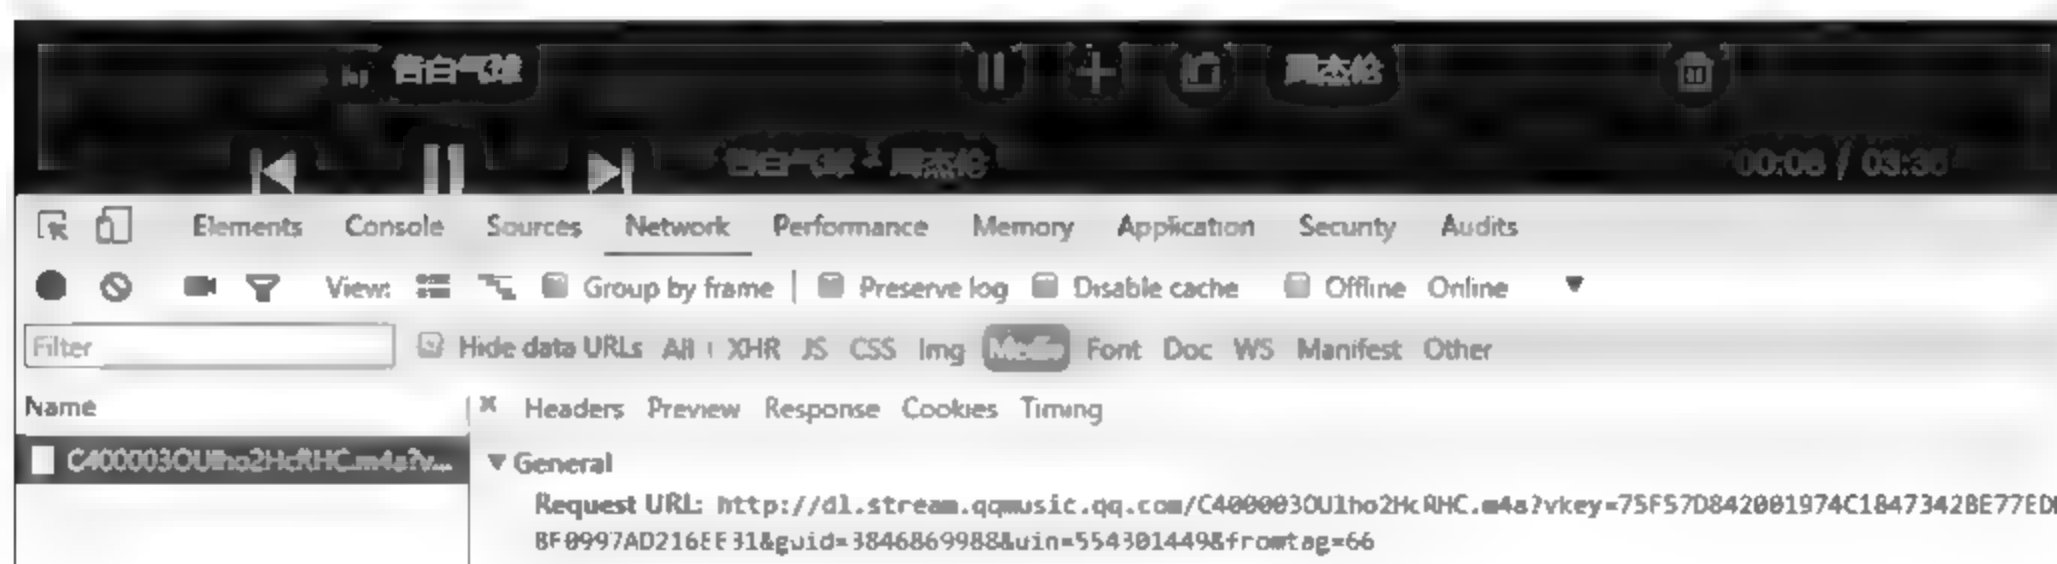 告白气球 周杰伦
告白气球 - 周杰伦 00:08 / 03:35
Elements Console Sources Network Performance Memory Application Security Audits
View: Group by frame Preserve log Disable cache Offline Online
Filter Hide data URLs All XHR JS CSS Img Media Font Doc WS Manifest Other
Name × Headers Preview Response Cookies Timing
C400003OUlho2HcRHC.m4a?v... ▼ General
Request URL: http://dl.stream.qqmusic.qq.com/C400003OUlho2HcRHC.m4a?vkey=75F57D842001974C1847342BE77ED
BF0997AD216EE31&guid=3846869988&uin=554301449&fromtag=66